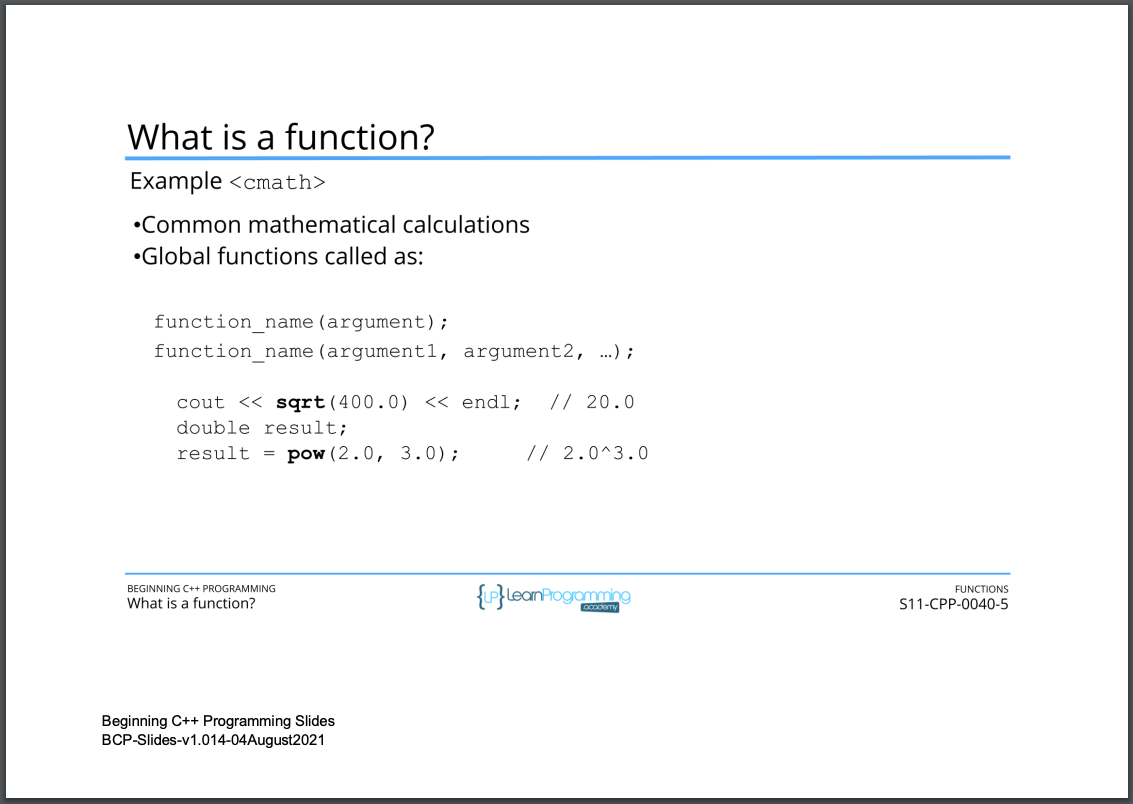 What is a function?
Example <cmath>
•Common mathematical calculations
•Global functions called as:
function_name(argument);
function_name(argument1, argument2, …);
cout << sqrt(400.0) << endl; // 20.0
double result;
result = pow(2.0, 3.0); // 2.0^3.0
BEGINNING C++ PROGRAMMING
What is a function?
{LP} LearnProgramming
academy
FUNCTIONS
S11-CPP-0040-5
Beginning C++ Programming Slides
BCP-Slides-v1.014-04August2021